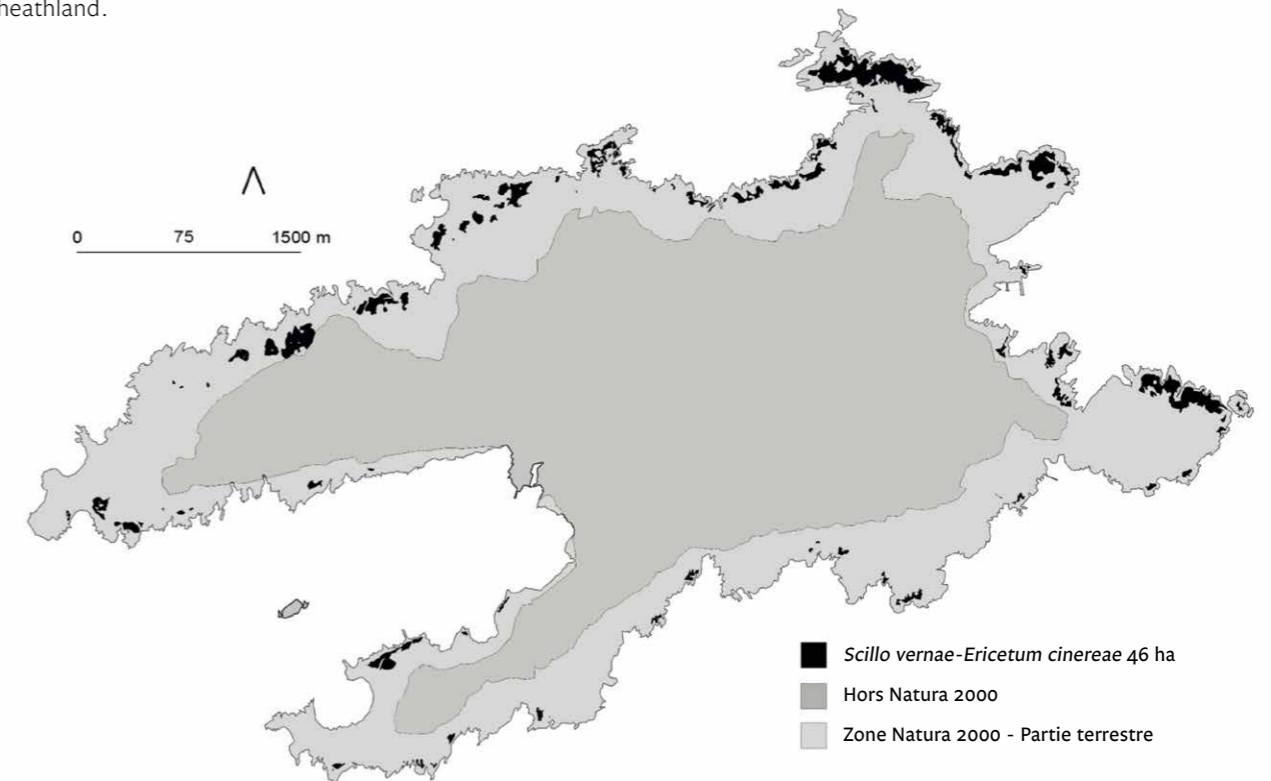 heathland.
0 75 1500 m
Scillo vernae-Ericetum cinereae 46 ha
Hors Natura 2000
Zone Natura 2000 - Partie terrestre